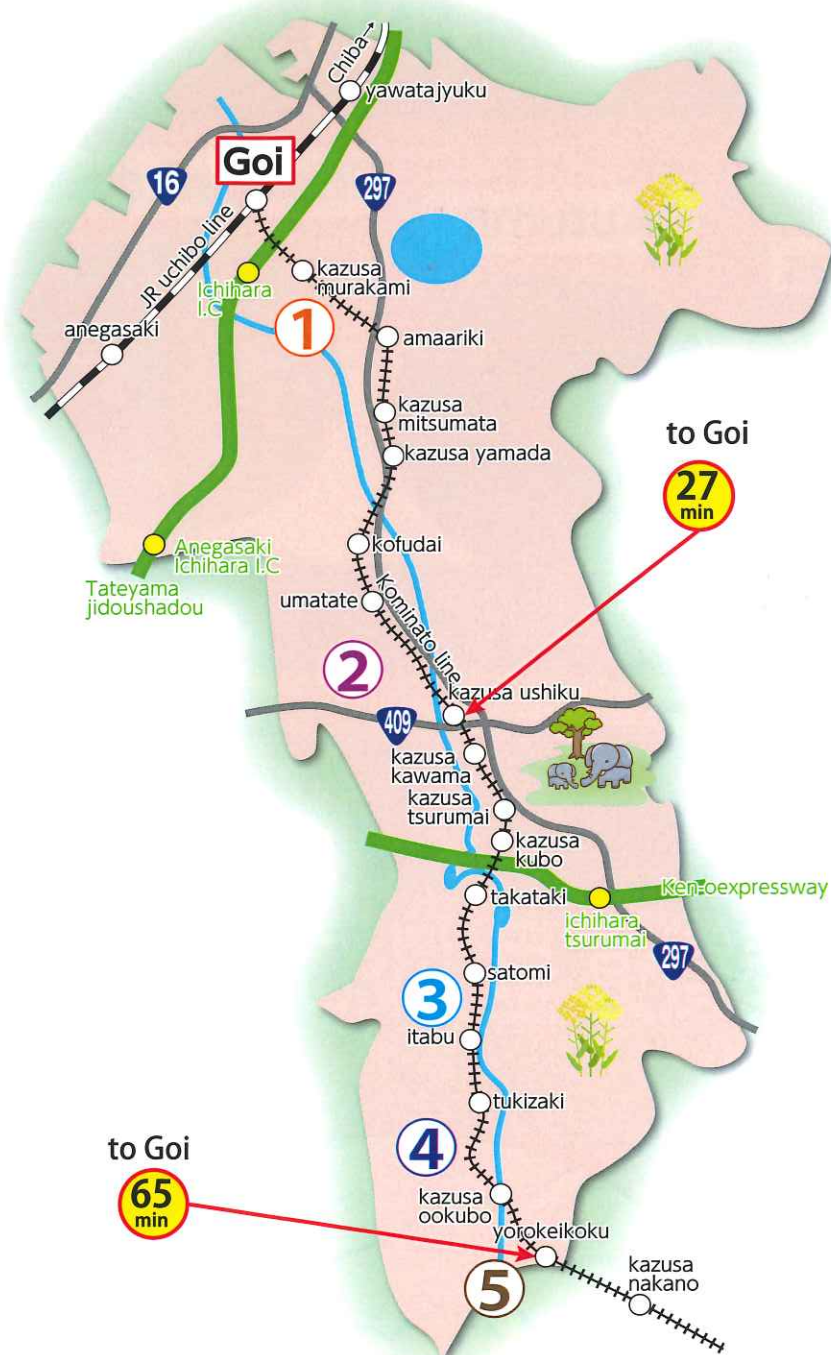 Chiba→
yawatajyuku
Goi
16
297
JR uchibo line
kazusa
murakami
Ichihara
I.C
anegasaki
1
amaariki
kazusa
mitsumata
kazusa yamada
to Goi
27
min
kofudai
Anegasaki
ichihara I.C
Tateyama
jidoushadou
umatate
Kominato line
2
kazusa ushiku
409
kazusa
kawama
kazusa
tsurumai
kazusa
kubo
takataki
Ken-oexpressway
ichihara
tsurumai
297
satomi
3
itabu
tukizaki
4
to Goi
65
min
kazusa
ookubo
yorokeikoku
kazusa
nakano
5